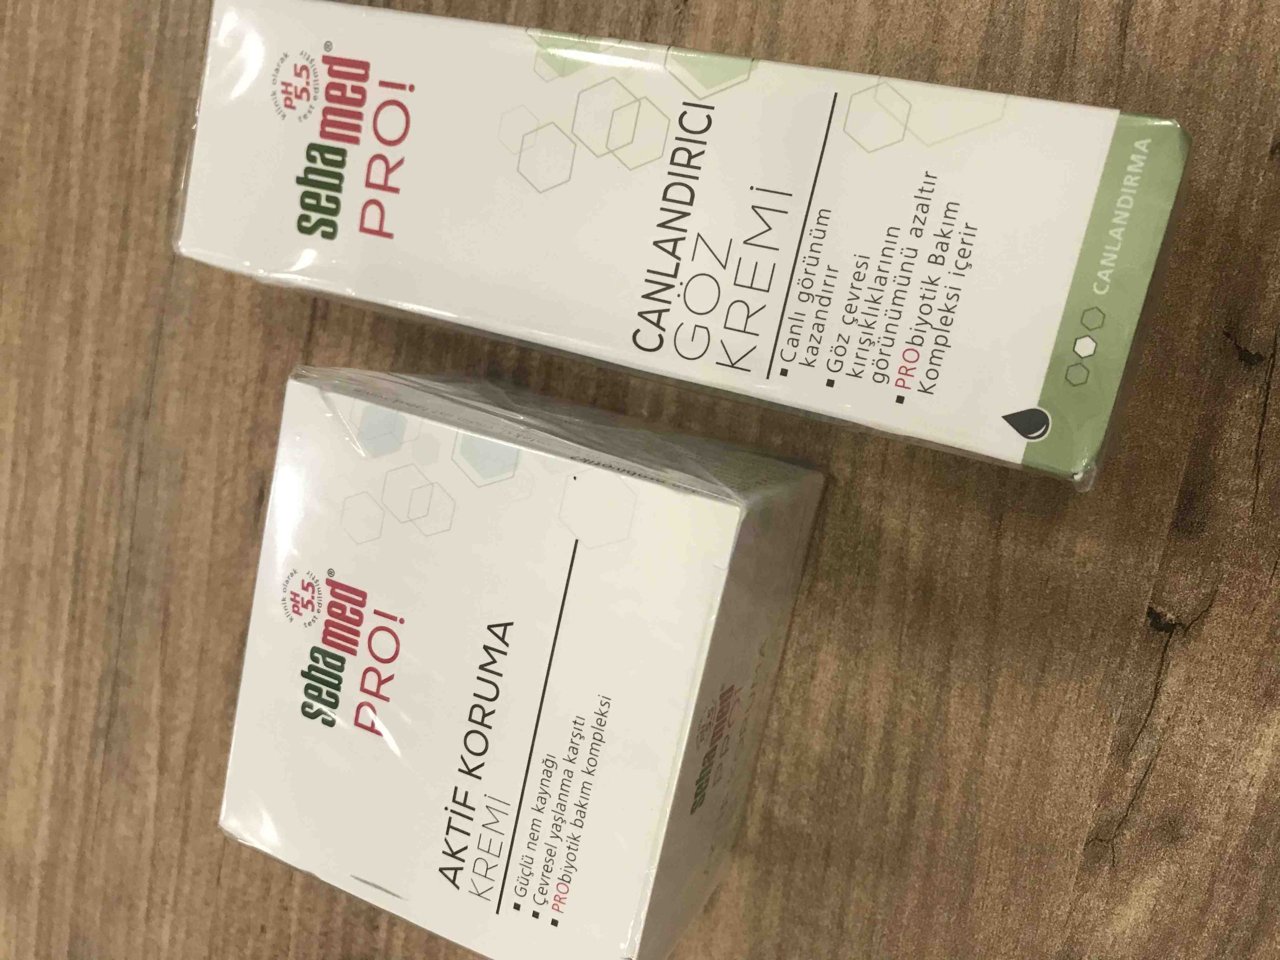 klinik olarak
pH
5.5
test edilmiştir
sebamed®
PRO!
CANLANDIRICI
GÖZ
KREMİ
▪ Canlı görünüm
kazandırır
▪ Göz çevresi
kırışıklıklarının
görünümünü azaltır
▪ PRObiyotik Bakım
Kompleksi içerir
CANLANDIRMA
klinik olarak
pH
5.5
test edilmiştir
sebamed®
PRO!
AKTİF KORUMA
KREMİ
▪ Güçlü nem kaynağı
▪ Çevresel yaşlanma karşıtı
▪ PRObiyotik bakım kompleksi
sebamed